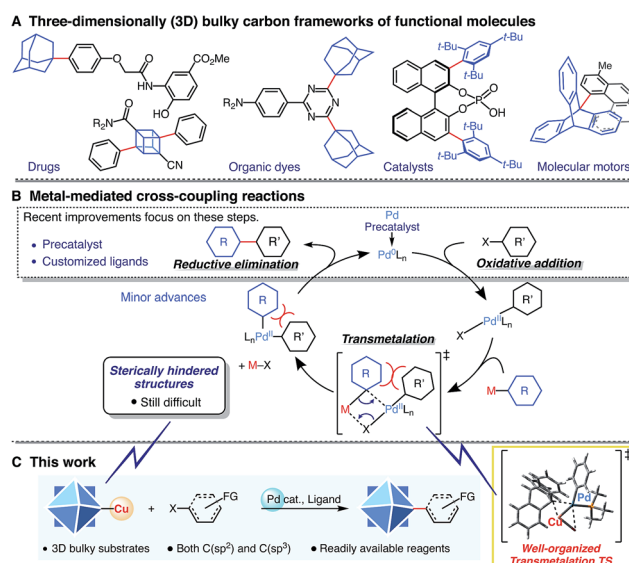 A Three-dimensionally (3D) bulky carbon frameworks of functional molecules
O
O
N
H
CO₂Me
OH
R₂N
O
CN
Drugs
R₂N
N
N
N
Organic dyes
t-Bu
t-Bu
t-Bu
O
O
P
O
OH
t-Bu
t-Bu
t-Bu
Catalysts
Me
Molecular motors
B Metal-mediated cross-coupling reactions
Recent improvements focus on these steps.
• Precatalyst
• Customized ligands
R
R'
Reductive elimination
Pd
Precatalyst
Pd⁰Lₙ
X
R'
Oxidative addition
Minor advances
R
LₙPdᴵᴵ
R'
+ M–X
R'
PdᴵᴵLₙ
X
Transmetalation
‡
R
R'
M
PdᴵᴵLₙ
X
M
R
Sterically hindered
structures
• Still difficult
C This work
Cu
+
X
FG
Pd cat., Ligand
FG
• 3D bulky substrates • Both C(sp²) and C(sp³) • Readily available reagents
‡
Pd
Cu
Well-organized
Transmetalation TS